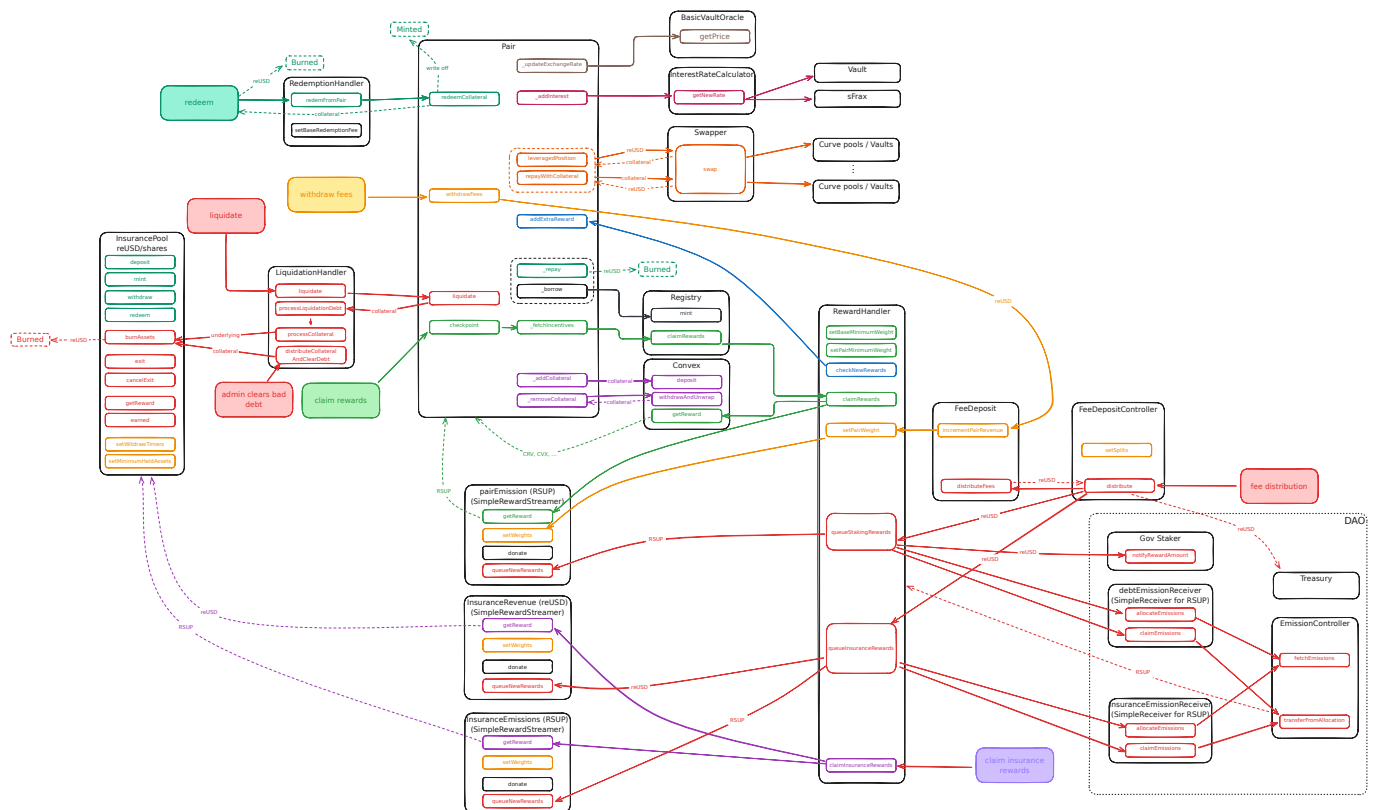 BasicVaultOracle
getPrice
Minted
Pair
Burned
_updateExchangeRate
write off
reUSD
RedemptionHandler
InterestRateCalculator
Vault
redeem
redemFromPair
redeemCollateral
_addInterest
getNewRate
sFrax
collateral
setBaseRedemptionFee
Swapper
Curve pools / Vaults
leveragedPosition
reUSD
collateral
swap
⋮
repayWithCollateral
collateral
reUSD
Curve pools / Vaults
withdraw fees
withdrawFees
liquidate
addExtraReward
InsurancePool
reUSD/shares
deposit
mint
withdraw
redeem
burnAssets
exit
cancelExit
getReward
earned
setWitdrawTimers
setMinimumHeldAssets
Burned
reUSD
underlying
collateral
LiquidationHandler
liquidate
processLiquidationDebt
processCollateral
distributeCollateral
AndClearDebt
collateral
liquidate
_repay
reUSD
Burned
_borrow
checkpoint
_fetchIncentives
admin clears bad
debt
claim rewards
_addCollateral
collateral
_removeCollateral
collateral
Registry
mint
claimRewards
Convex
deposit
withdrawAndUnwrap
getReward
CRV, CVX, ...
RSUP
reUSD
RewardHandler
setBaseMinimumWeight
setPairMinimumWeight
checkNewRewards
claimRewards
setPairWeight
queueStakingRewards
queueInsuranceRewards
claimInsuranceRewards
FeeDeposit
incrementPairRevenue
distributeFees
reUSD
FeeDepositController
setSplits
distribute
fee distribution
reUSD
reUSD
reUSD
reUSD
RSUP
pairEmission (RSUP)
(SimpleRewardStreamer)
getReward
setWeights
donate
queueNewRewards
InsuranceRevenue (reUSD)
(SimpleRewardStreamer)
getReward
setWeights
donate
queueNewRewards
InsuranceEmissions (RSUP)
(SimpleRewardStreamer)
getReward
setWeights
donate
queueNewRewards
reUSD
RSUP
reUSD
RSUP
DAO
Gov Staker
notifyRewardAmount
Treasury
debtEmissionReceiver
(SimpleReceiver for RSUP)
allocateEmissions
claimEmissions
EmissionController
fetchEmissions
transferFromAllocation
RSUP
InsuranceEmissionReceiver
(SimpleReceiver for RSUP)
allocateEmissions
claimEmissions
claim insurance
rewards